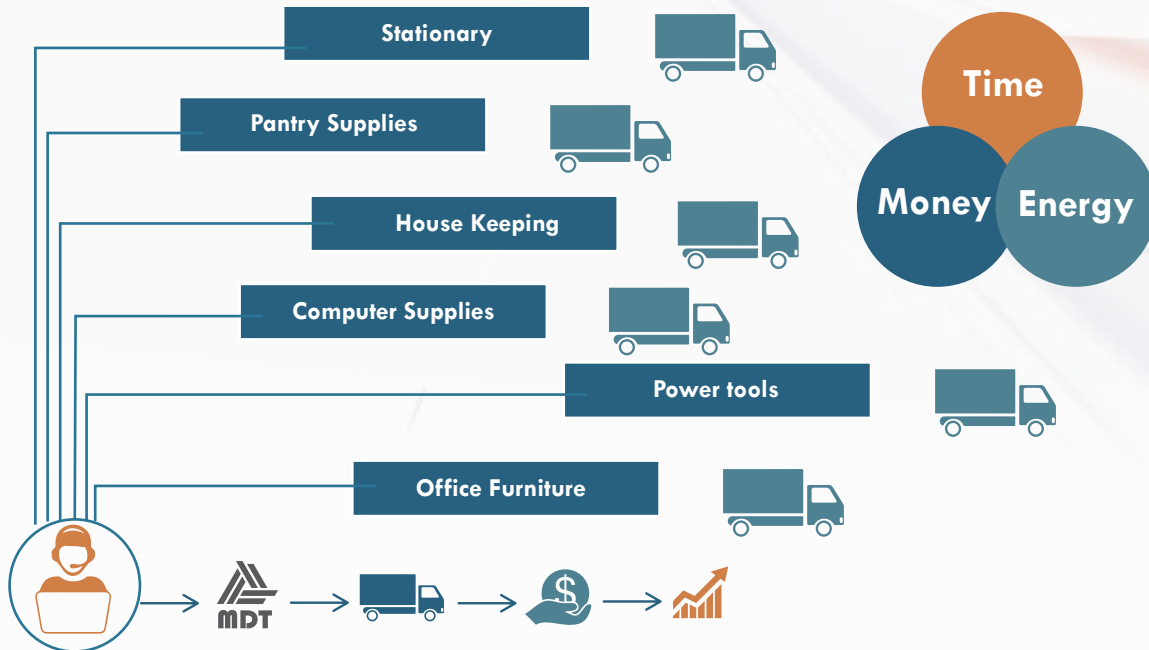 Stationary
Time
Pantry Supplies
Money
Energy
House Keeping
Computer Supplies
Power tools
Office Furniture
$
MDT